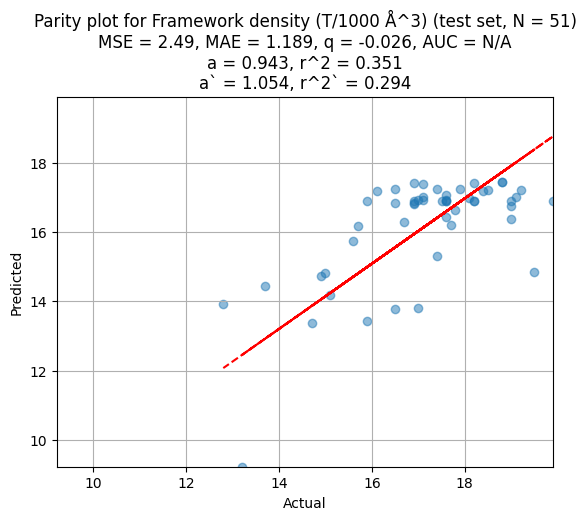 Parity plot for Framework density (T/1000 Å^3) (test set, N = 51)
MSE = 2.49, MAE = 1.189, q = -0.026, AUC = N/A
a = 0.943, r^2 = 0.351
a` = 1.054, r^2` = 0.294
18
16
14
12
10
Predicted
10 12 14 16 18
Actual